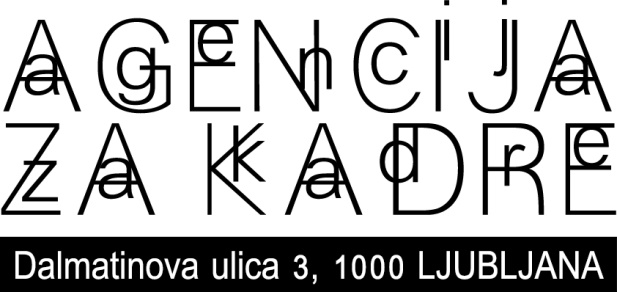 AGENCIJA
ZA KADRE
Dalmatinova ulica 3, 1000 LJUBLJANA